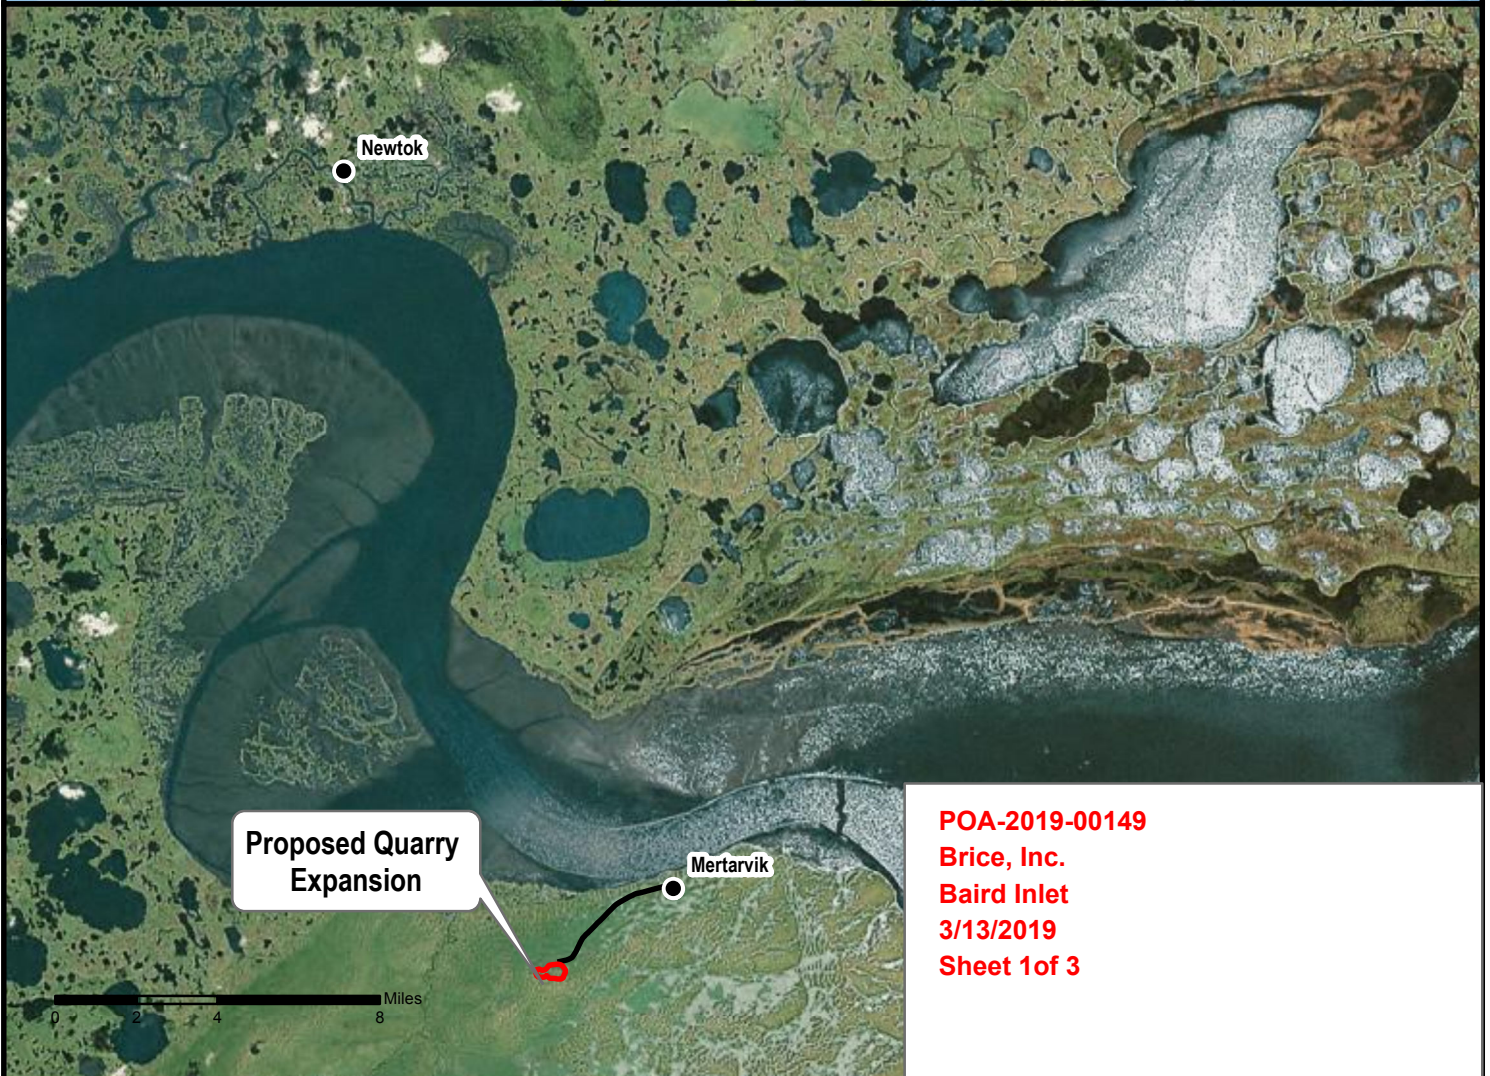 Newtok
Proposed Quarry
Expansion
Mertarvik
Miles
0 2 4 8
POA-2019-00149
Brice, Inc.
Baird Inlet
3/13/2019
Sheet 1of 3